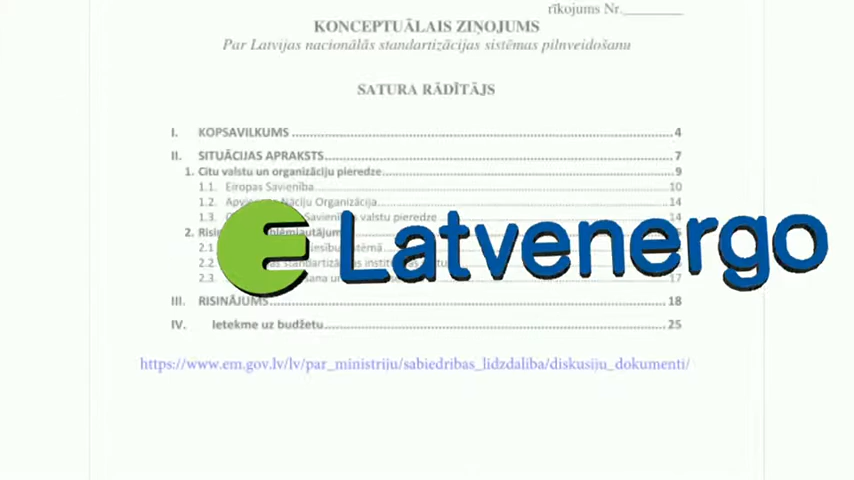 rīkojums Nr.________
KONCEPTUĀLAIS ZIŅOJUMS
Par Latvijas nacionālās standartizācijas sistēmas pilnveidošanu
SATURA RĀDĪTĀJS
I. KOPSAVILKUMS 4
II. SITUĀCIJAS APRAKSTS 7
1. Citu valstu un organizāciju pieredze 9
1.1. Eiropas Savienība 10
1.2. Organizācija 14
1.3. Savienības valstu pieredze 14
2.
2.1
2.2 standartizācijas
2.3. 17
Latvenergo
III. RISINĀJUMS 18
IV. Ietekme uz budžetu 25
https://www.em.gov.lv/lv/par_ministriju/sabiedribas_lidzdaliba/diskusiju_dokumenti/